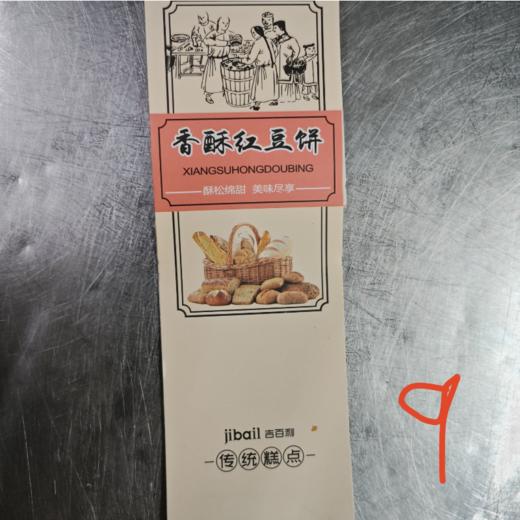 香酥红豆饼
XIANGSUHONGDOUBING
酥松绵甜 美味尽享
jibail 吉百利
传统糕点
9